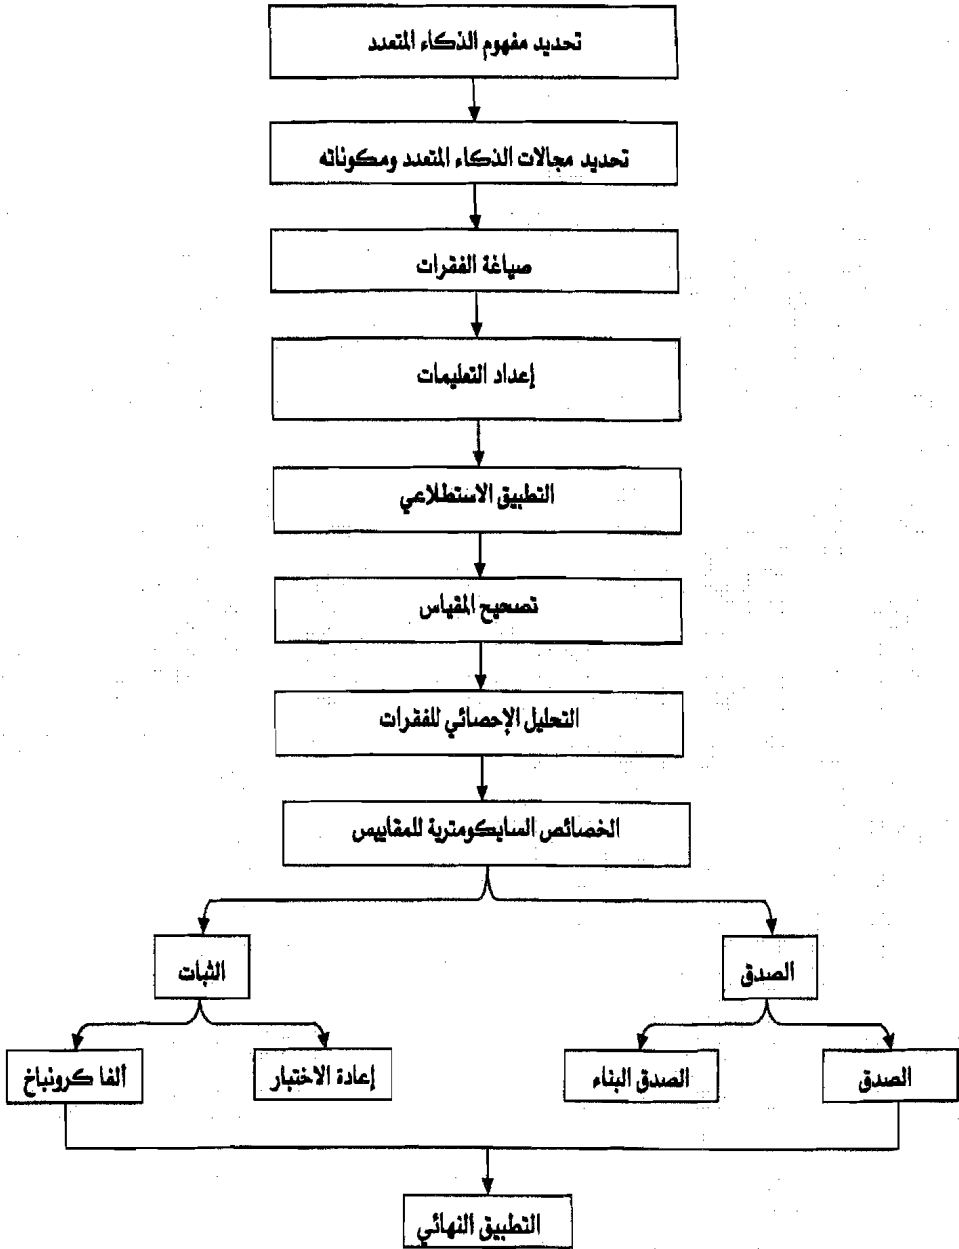 تحديد مفهوم الذكاء المتعدد
تحديد مجالات الذكاء المتعدد ومكوناته
صياغة الفقرات
إعداد التعليمات
التطبيق الاستطلاعي
تصحيح المقياس
التحليل الإحصائي للفقرات
الخصائص السايكومترية للمقاييس
الصدق
الثبات
الصدق
الصدق البناء
إعادة الاختبار
ألفا كرونباخ
التطبيق النهائي